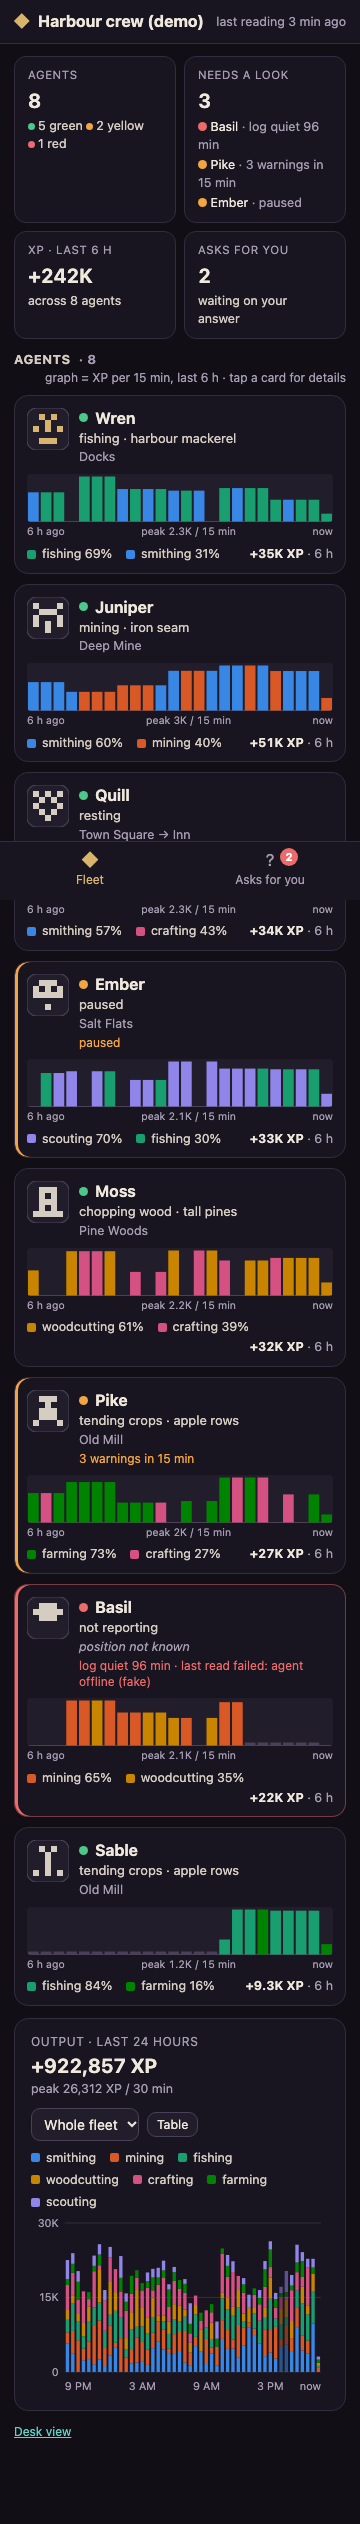 Harbour crew (demo) last reading 3 min ago
AGENTS
8
5 green 2 yellow
1 red
NEEDS A LOOK
3
Basil · log quiet 96
min
Pike · 3 warnings in
15 min
Ember · paused
XP · LAST 6 H
+242K
across 8 agents
ASKS FOR YOU
2
waiting on your
answer
AGENTS · 8
graph = XP per 15 min, last 6 h · tap a card for details
Wren
fishing · harbour mackerel
Docks
6 h ago peak 2.3K / 15 min now
fishing 69% smithing 31% +35K XP · 6 h
Juniper
mining · iron seam
Deep Mine
6 h ago peak 3K / 15 min now
smithing 60% mining 40% +51K XP · 6 h
Quill
resting
Town Square → Inn
Fleet
? 2
Asks for you
6 h ago peak 2.3K / 15 min now
smithing 57% crafting 43% +34K XP · 6 h
Ember
paused
Salt Flats
paused
6 h ago peak 2.1K / 15 min now
scouting 70% fishing 30% +33K XP · 6 h
Moss
chopping wood · tall pines
Pine Woods
6 h ago peak 2.2K / 15 min now
woodcutting 61% crafting 39%
+32K XP · 6 h
Pike
tending crops · apple rows
Old Mill
3 warnings in 15 min
6 h ago peak 2K / 15 min now
farming 73% crafting 27% +27K XP · 6 h
Basil
not reporting
position not known
log quiet 96 min · last read failed: agent
offline (fake)
6 h ago peak 2.1K / 15 min now
mining 65% woodcutting 35%
+22K XP · 6 h
Sable
tending crops · apple rows
Old Mill
6 h ago peak 1.2K / 15 min now
fishing 84% farming 16% +9.3K XP · 6 h
OUTPUT · LAST 24 HOURS
+922,857 XP
peak 26,312 XP / 30 min
Whole fleet Table
smithing mining fishing
woodcutting crafting farming
scouting
30K
15K
0
9 PM 3 AM 9 AM 3 PM now
Desk view